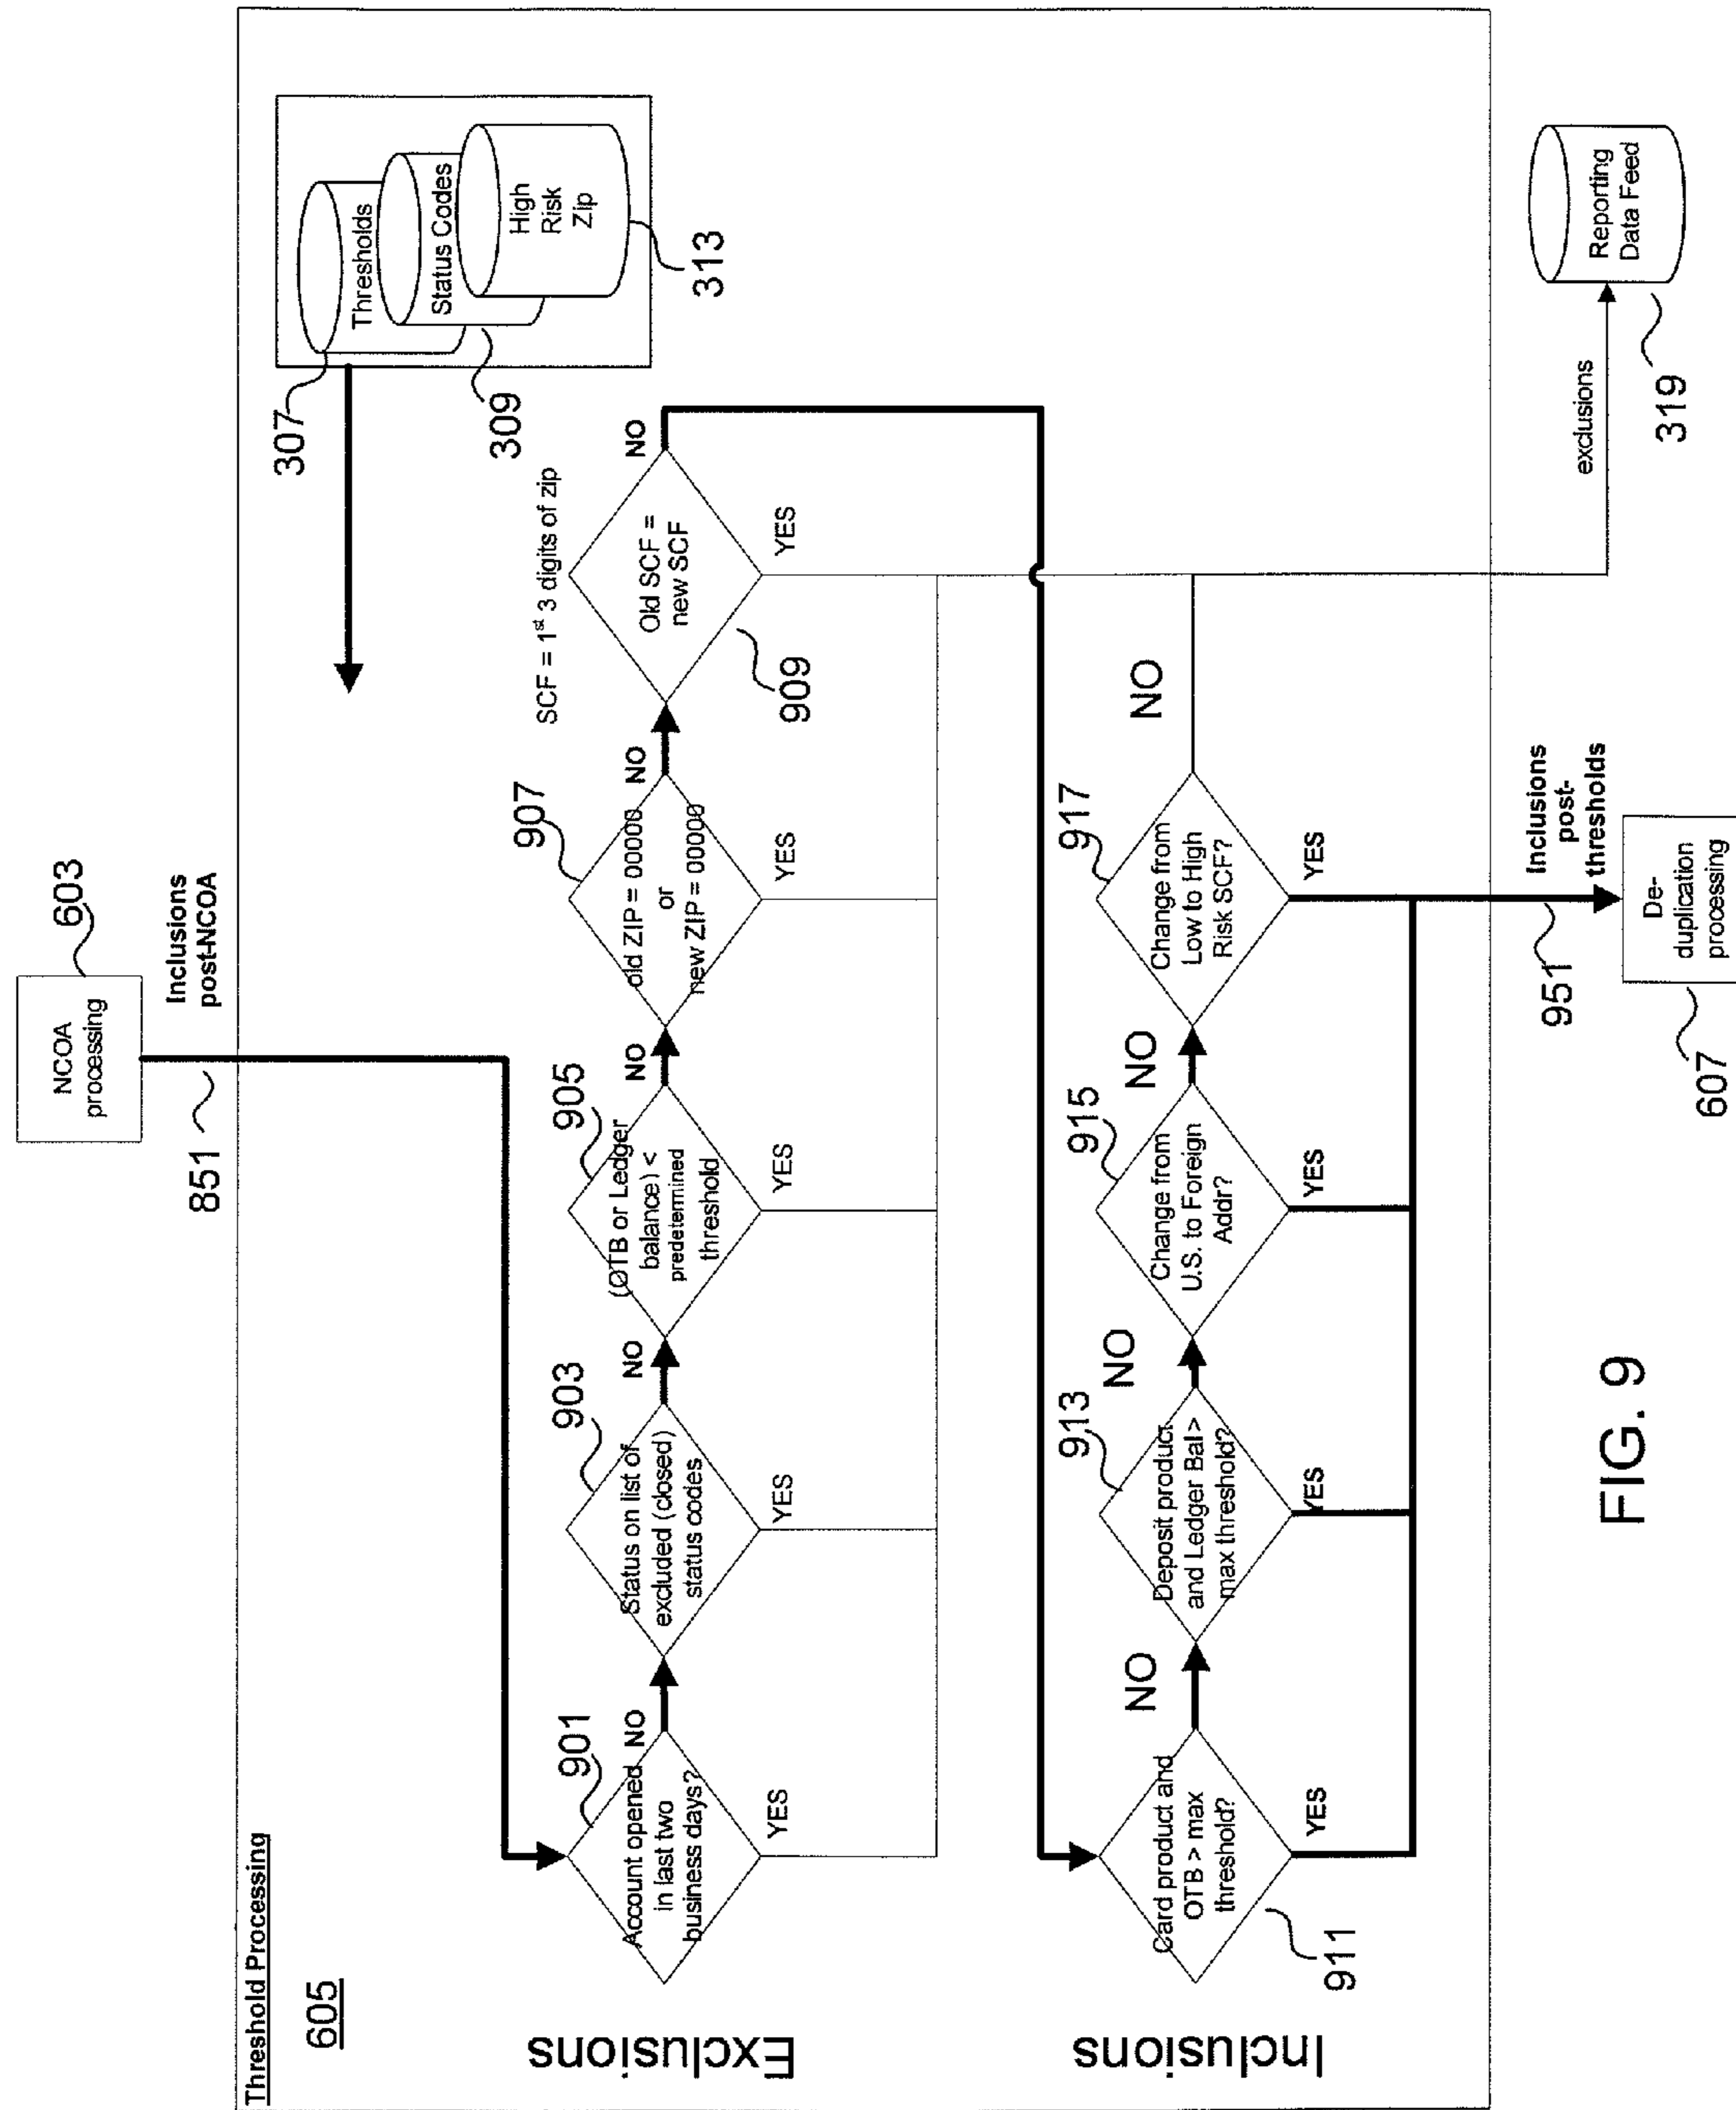 603
NCOA
processing
851
Inclusions
post-NCOA
Threshold Processing
605
307
Thresholds
309
Status Codes
High
Risk
Zip
313
Exclusions
901
Account opened
in last two
business days?
NO
YES
903
Status on list of
excluded (closed)
status codes
NO
YES
905
(OTB or Ledger
balance) <
predetermined
threshold
NO
YES
907
old ZIP = 00000
or
new ZIP = 00000
NO
YES
SCF = 1st 3 digits of zip
Old SCF =
new SCF
909
NO
YES
Inclusions
Card product and
OTB > max
threshold?
911
NO
YES
913
Deposit product
and Ledger Bal >
max threshold?
NO
YES
915
Change from
U.S. to Foreign
Addr?
NO
YES
917
Change from
Low to High
Risk SCF?
NO
YES
exclusions
Reporting
Data Feed
319
951
Inclusions
post-
thresholds
De-
duplication
processing
607
FIG. 9